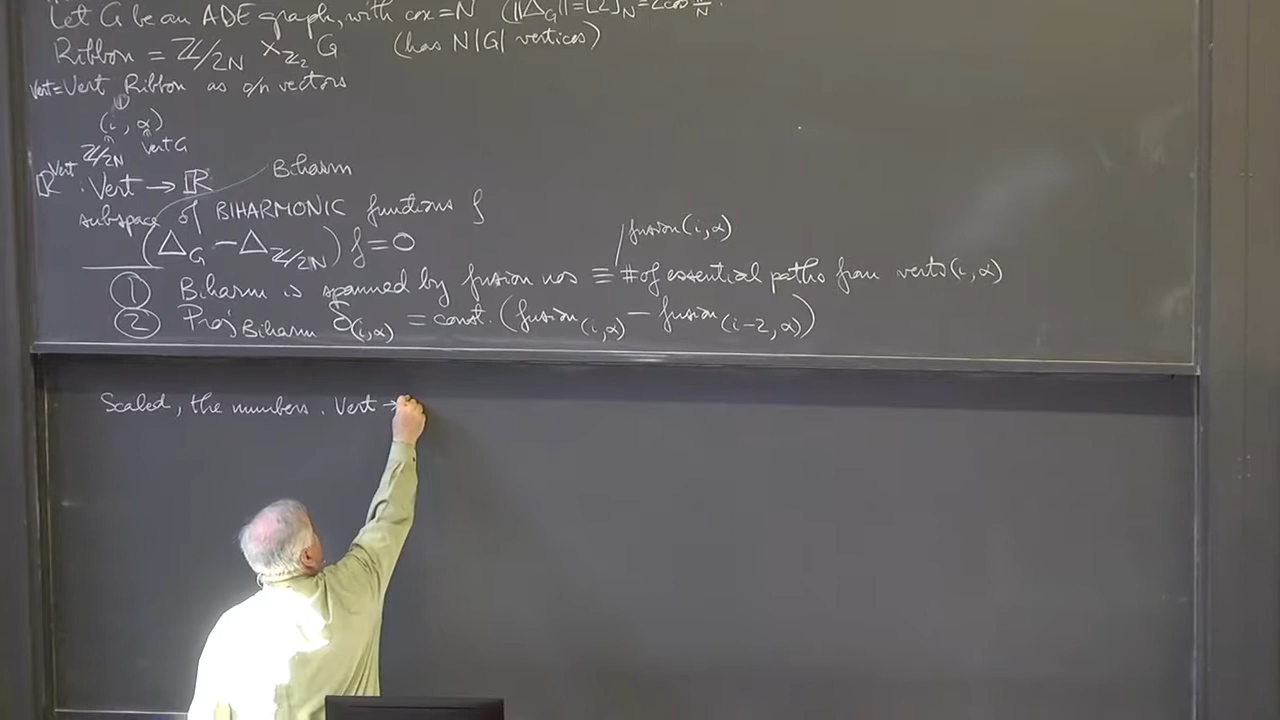 Let G be an ADE graph, with cox = N (||Δ_G|| = [2]_N = 2cos π/N.
Ribbon = ℤ/2N ×_ℤ₂ G (has N|G| vertices)
Vert = Vert Ribbon as o/n vectors
(i, α)
ℤ/2N vert G
ℝ^Vert : Vert → ℝ Biharm
subspace of BIHARMONIC functions f
(Δ_G − Δ_ℤ/2N) f = 0
fusion(i,α)
① Biharm is spanned by fusion nos ≡ # of essential paths from verts (i,α)
② Proj_Biharm δ_(i,α) = const. (fusion_(i,α) − fusion_(i−2,α))
Scaled, the numbers . Vert →